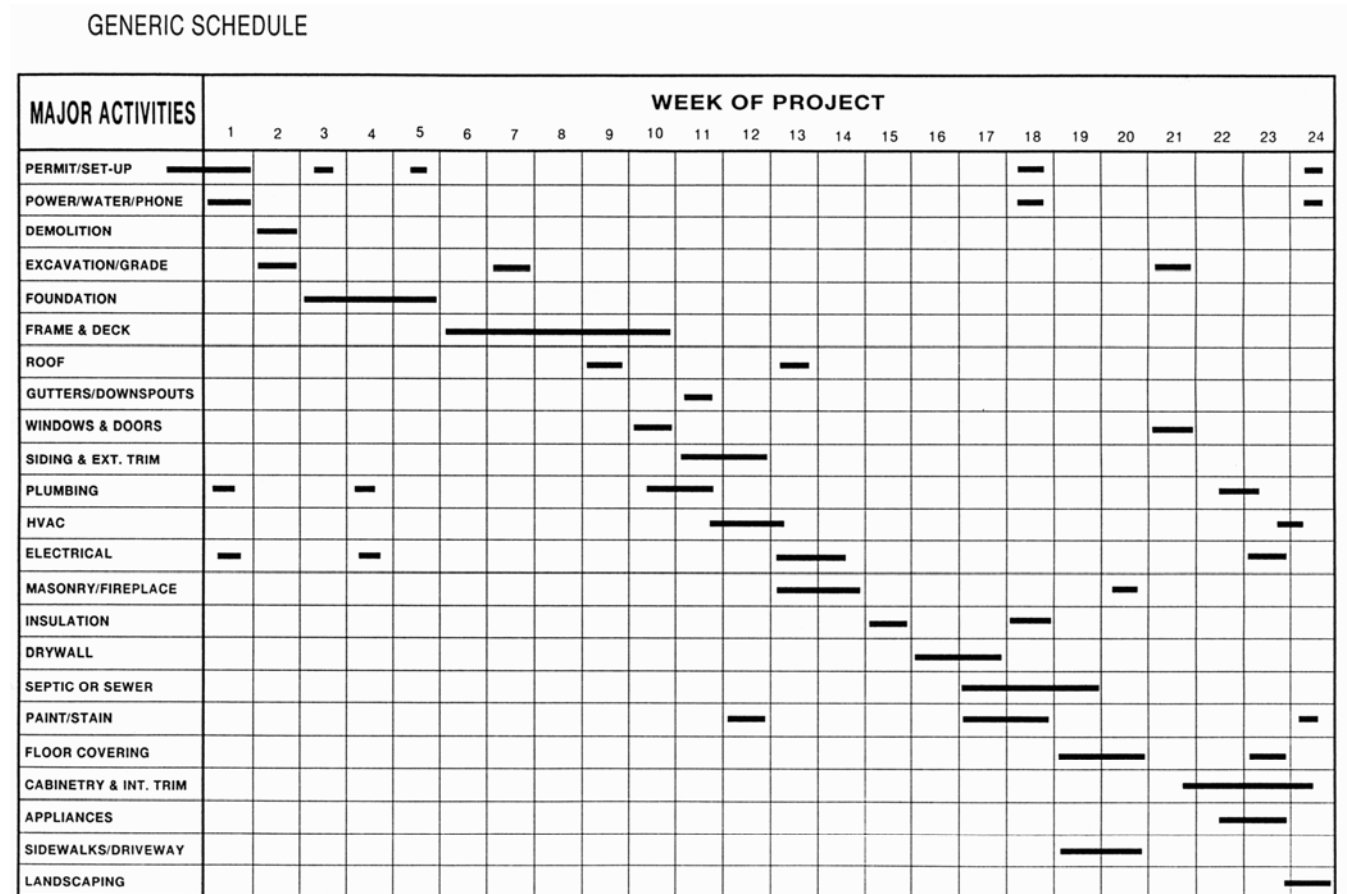 GENERIC SCHEDULE
MAJOR ACTIVITIES
WEEK OF PROJECT
1 2 3 4 5 6 7 8 9 10 11 12 13 14 15 16 17 18 19 20 21 22 23 24
PERMIT/SET-UP
POWER/WATER/PHONE
DEMOLITION
EXCAVATION/GRADE
FOUNDATION
FRAME & DECK
ROOF
GUTTERS/DOWNSPOUTS
WINDOWS & DOORS
SIDING & EXT. TRIM
PLUMBING
HVAC
ELECTRICAL
MASONRY/FIREPLACE
INSULATION
DRYWALL
SEPTIC OR SEWER
PAINT/STAIN
FLOOR COVERING
CABINETRY & INT. TRIM
APPLIANCES
SIDEWALKS/DRIVEWAY
LANDSCAPING